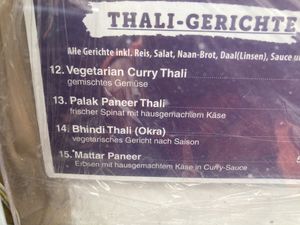 THALI-GERICHTE
Alle Gerichte inkl. Reis, Salat, Naan-Brot, Daal(Linsen), Sauce
12. Vegetarian Curry Thali
gemischtes Gemüse
13. Palak Paneer Thali
frischer Spinat mit hausgemachtem Käse
14. Bhindi Thali (Okra)
vegetarisches Gericht nach Saison
15. Mattar Paneer
Erbsen mit hausgemachtem Käse in Curry-Sauce